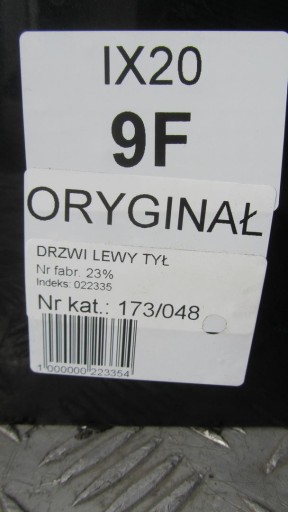 IX20
9F
ORYGINAŁ
DRZWI LEWY TYŁ
Nr fabr. 23%
Indeks: 022335
Nr kat.: 173/048
1 000000 223354